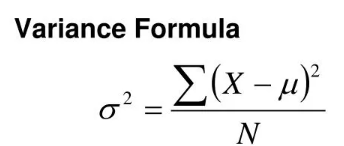 Variance Formula
σ² = ∑(X − μ)² / N